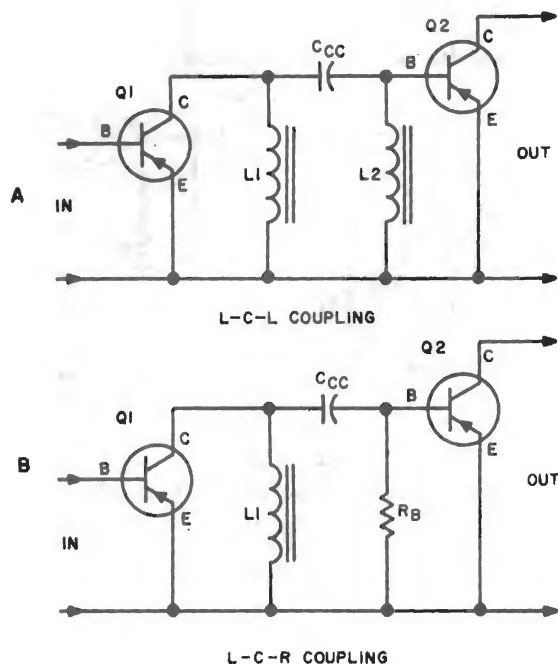 Q2
C
CCC
B
Q1
C
B
E
E
L1
L2
OUT
A
IN
L-C-L COUPLING
Q2
C
CCC
B
Q1
C
B
B
E
E
L1
RB
OUT
IN
L-C-R COUPLING